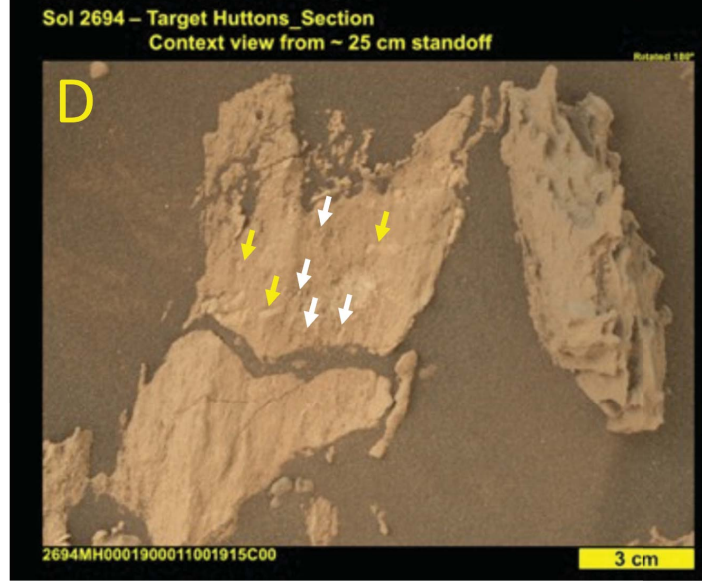 Sol 2694 – Target Huttons_Section
Context view from ~ 25 cm standoff
Rotated 180°
D
2694MH0001900011001915C00
3 cm